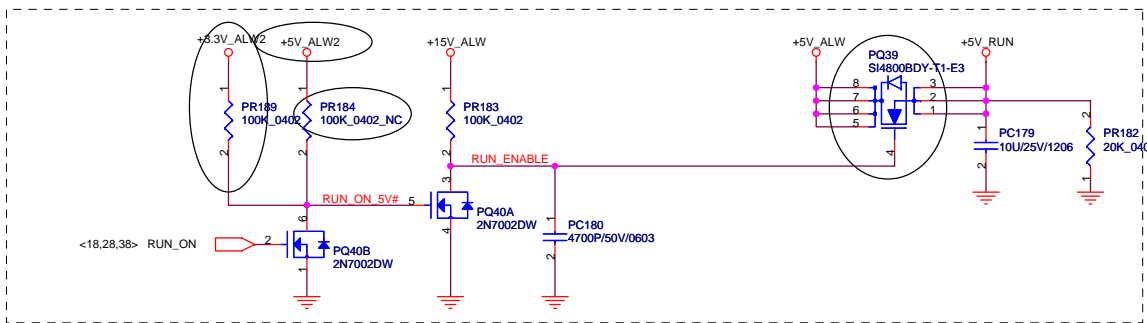 +3.3V_ALW2
+5V_ALW2
+15V_ALW
+5V_ALW
+5V_RUN
PQ39
SI4800BDY-T1-E3
1
PR189
100K_0402
2
1
PR184
100K_0402_NC
2
1
PR183
100K_0402
2
8
7
6
5
3
2
1
4
1
PC179
10U/25V/1206
2
2
PR182
20K_040
1
RUN_ENABLE
RUN_ON_5V#
5
3
PQ40A
2N7002DW
4
1
PC180
4700P/50V/0603
2
<18,28,38>
RUN_ON
2
6
PQ40B
2N7002DW
1